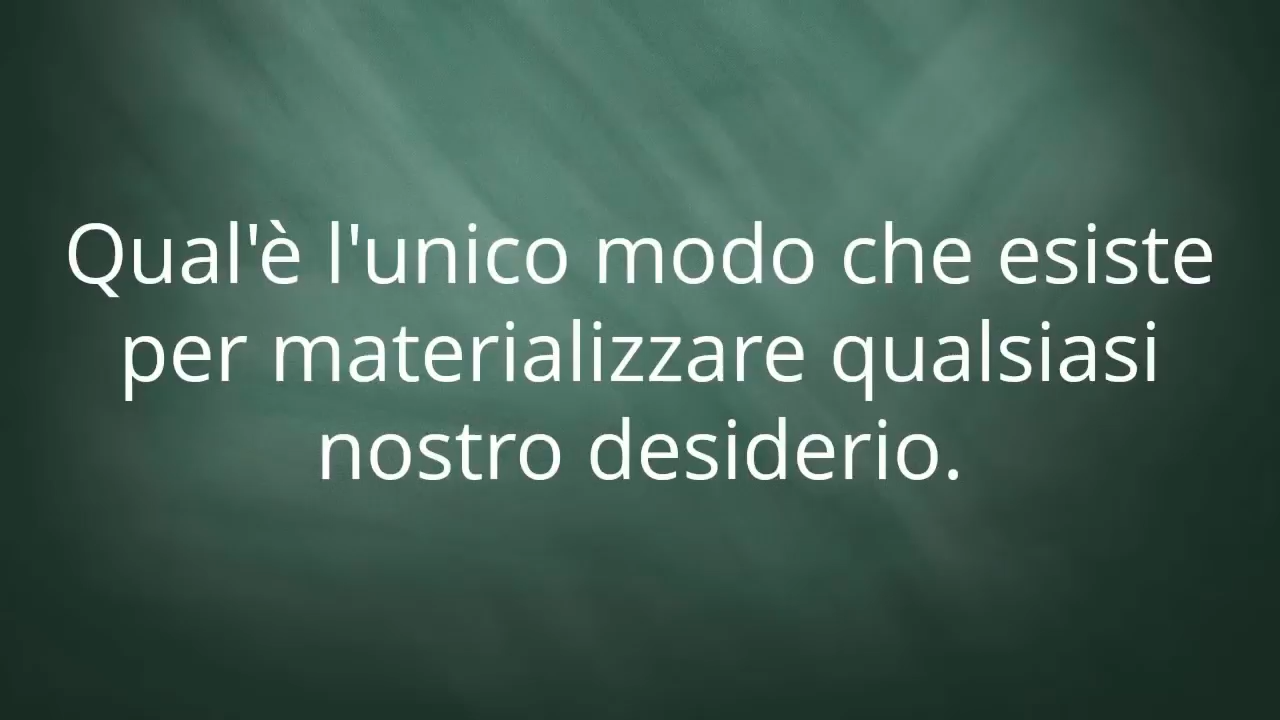 Qual'è l'unico modo che esiste
per materializzare qualsiasi
nostro desiderio.